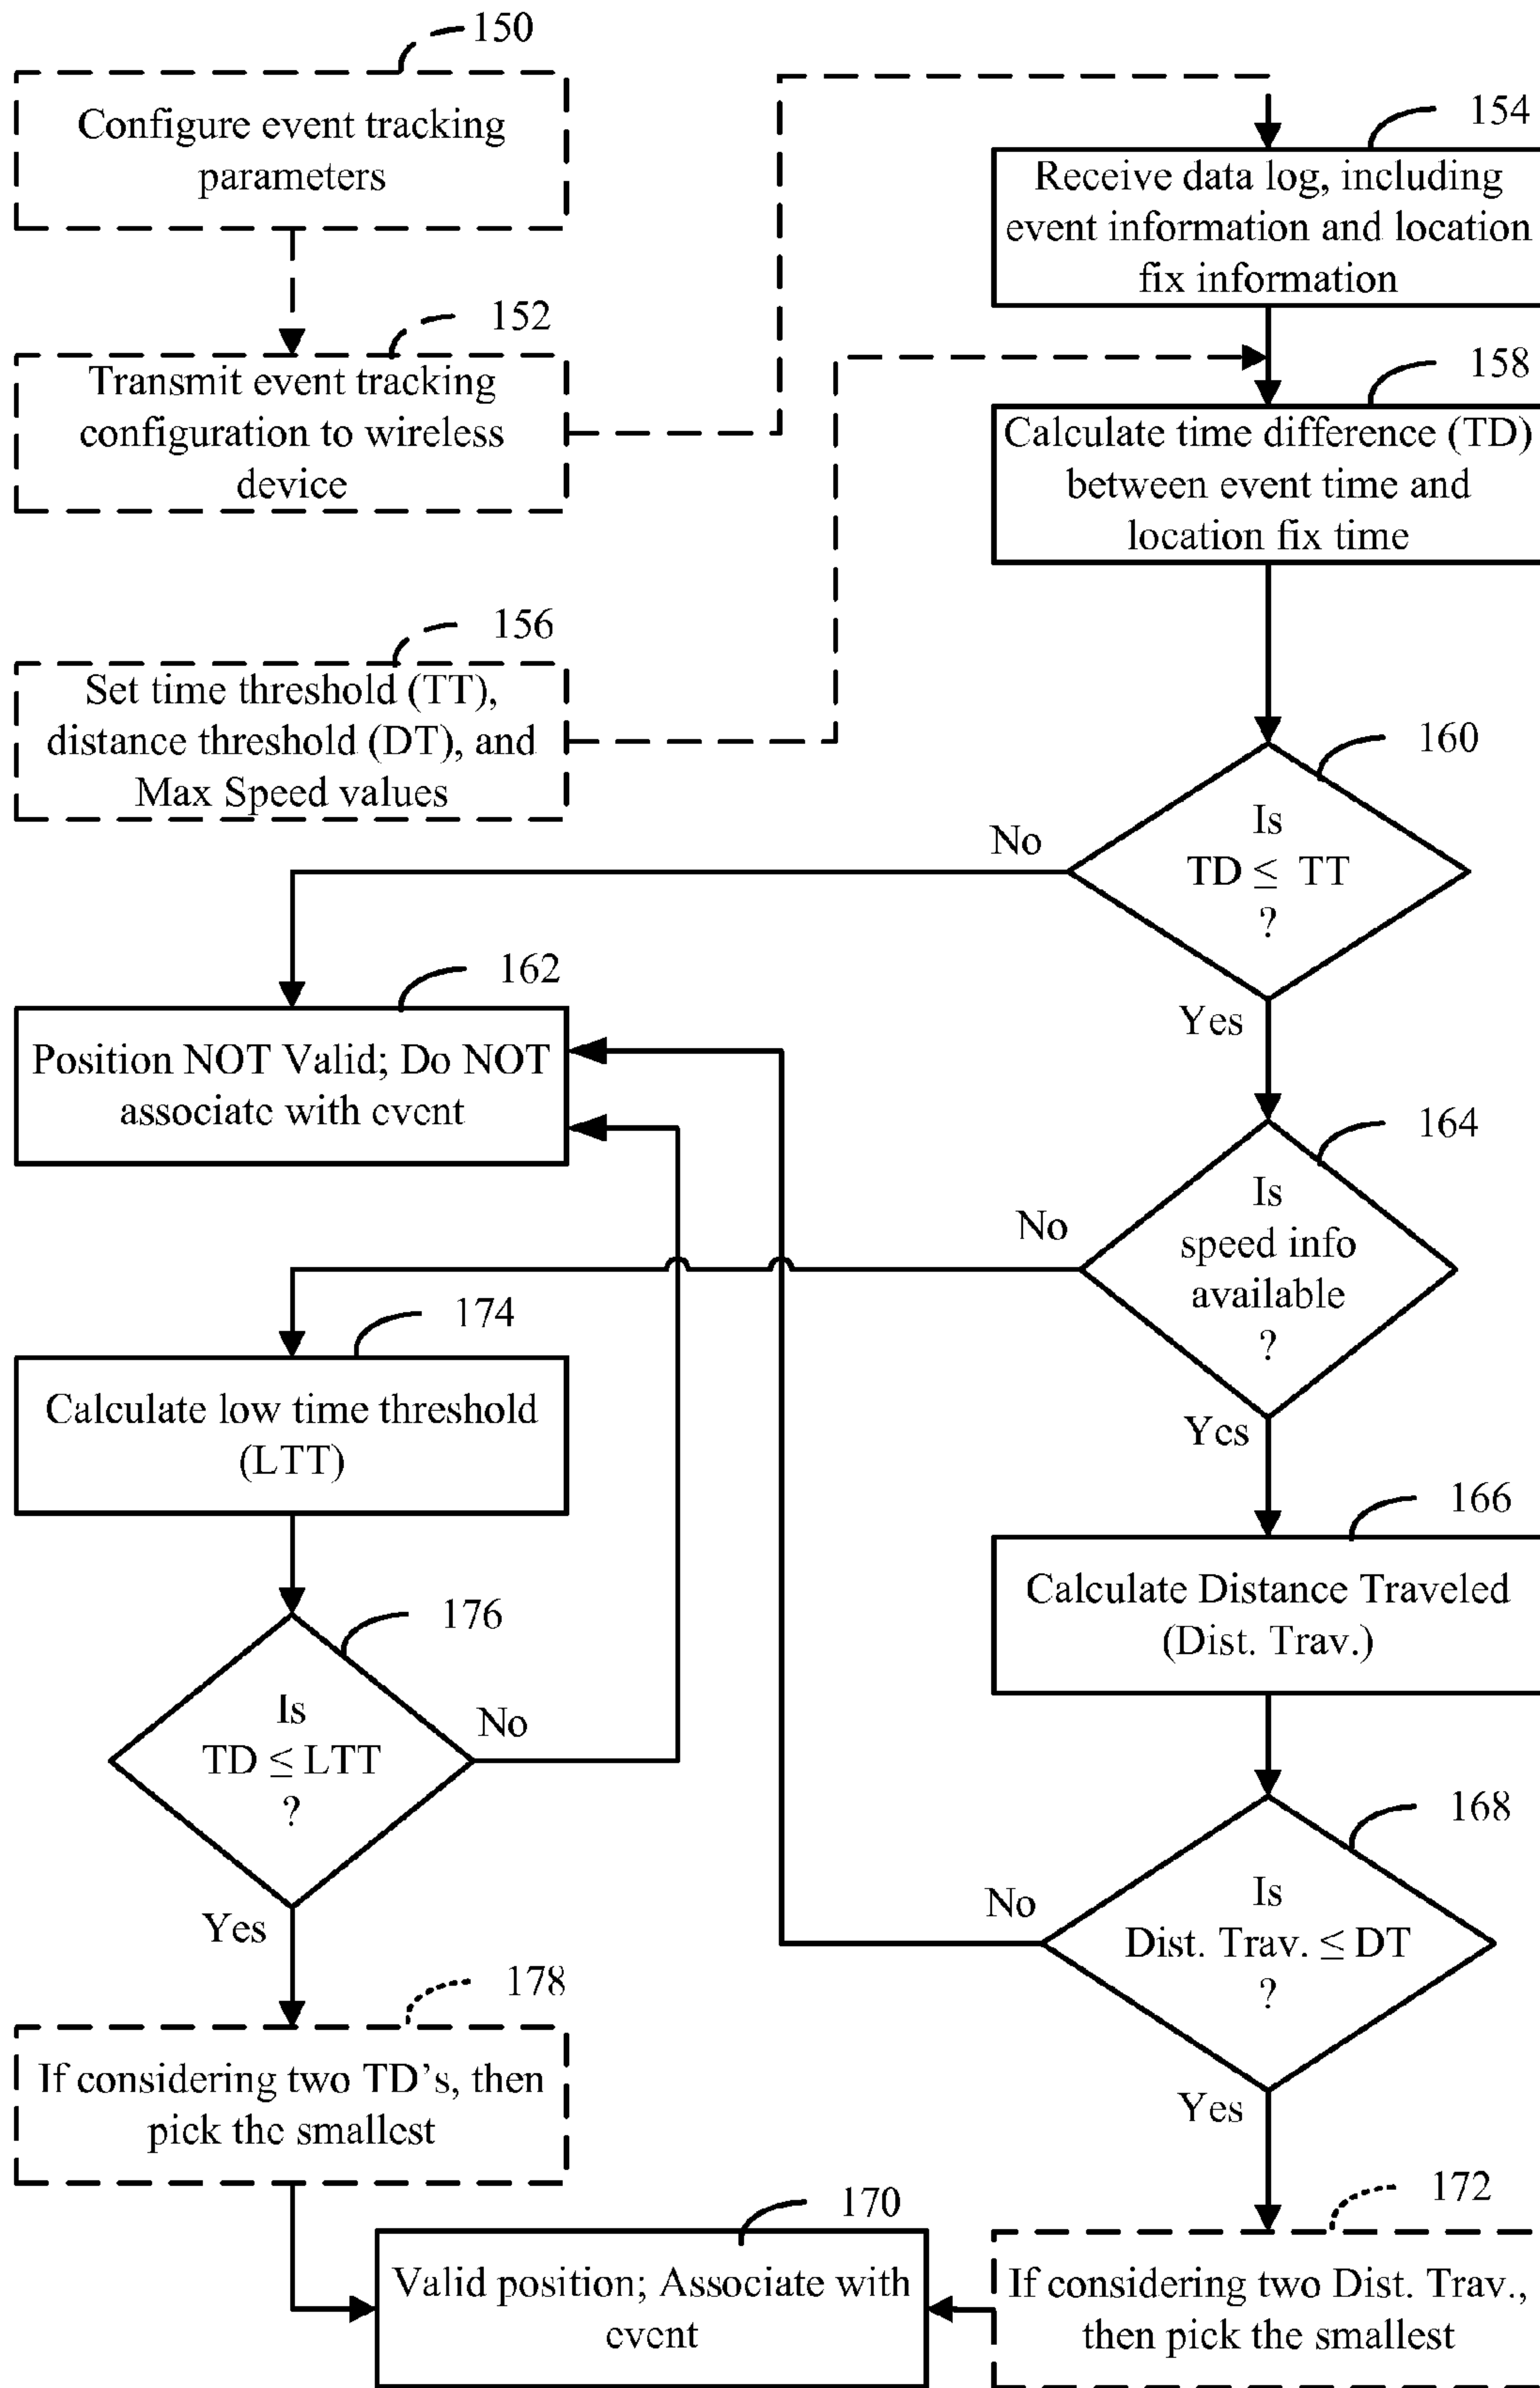 150
Configure event tracking
parameters
152
Transmit event tracking
configuration to wireless
device
154
Receive data log, including
event information and location
fix information
156
Set time threshold (TT),
distance threshold (DT), and
Max Speed values
158
Calculate time difference (TD)
between event time and
location fix time
160
Is
TD ≤ TT
?
No
Yes
162
Position NOT Valid; Do NOT
associate with event
164
Is
speed info
available
?
No
Yes
174
Calculate low time threshold
(LTT)
166
Calculate Distance Traveled
(Dist. Trav.)
176
Is
TD ≤ LTT
?
No
Yes
168
Is
Dist. Trav. ≤ DT
?
No
Yes
178
If considering two TD's, then
pick the smallest
172
If considering two Dist. Trav.,
then pick the smallest
170
Valid position; Associate with
event